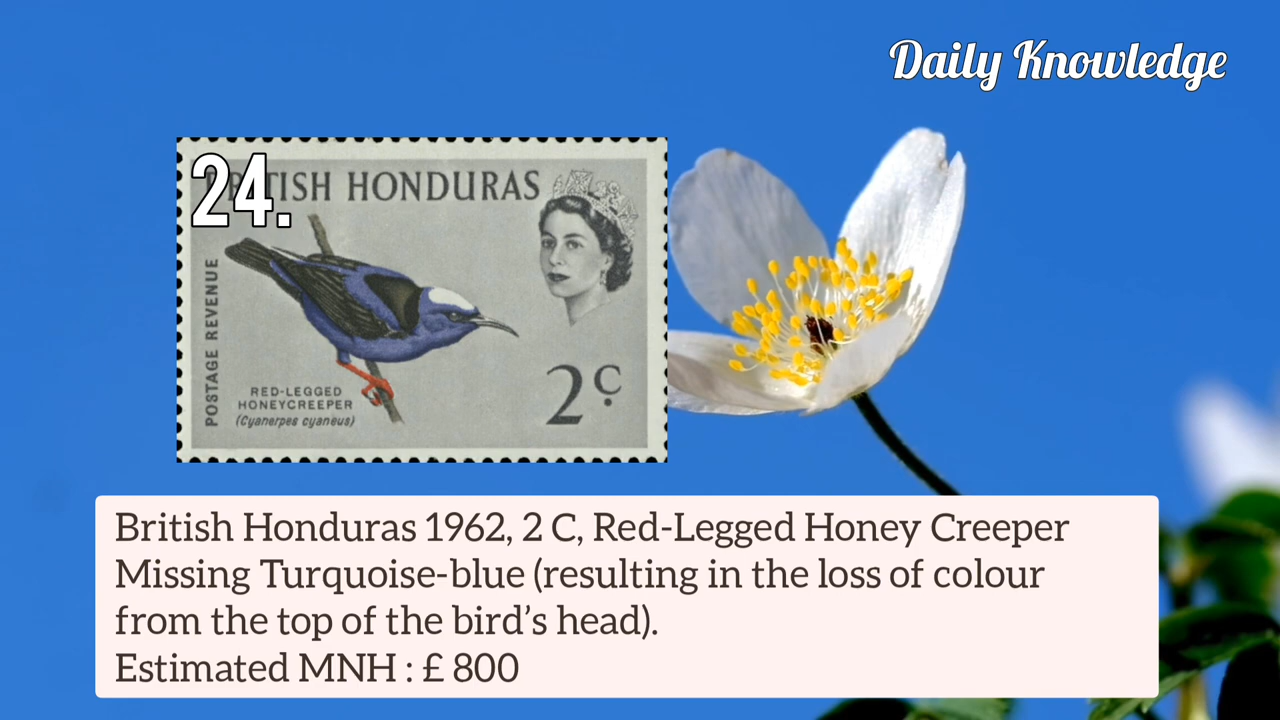 Daily Knowledge
24.
TISH HONDURAS
POSTAGE REVENUE
RED-LEGGED
HONEYCREEPER
(Cyanerpes cyaneus)
2c
British Honduras 1962, 2 C, Red-Legged Honey Creeper
Missing Turquoise-blue (resulting in the loss of colour
from the top of the bird’s head).
Estimated MNH : £ 800